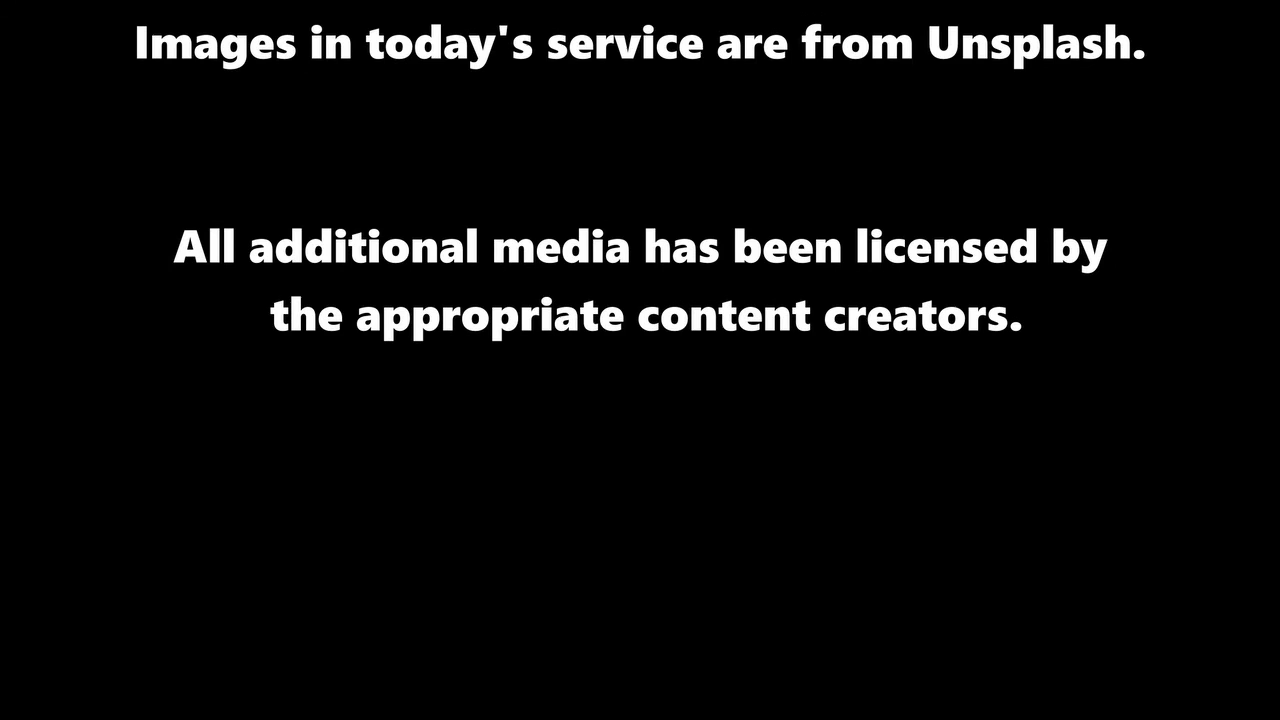 Images in today's service are from Unsplash.
All additional media has been licensed by
the appropriate content creators.